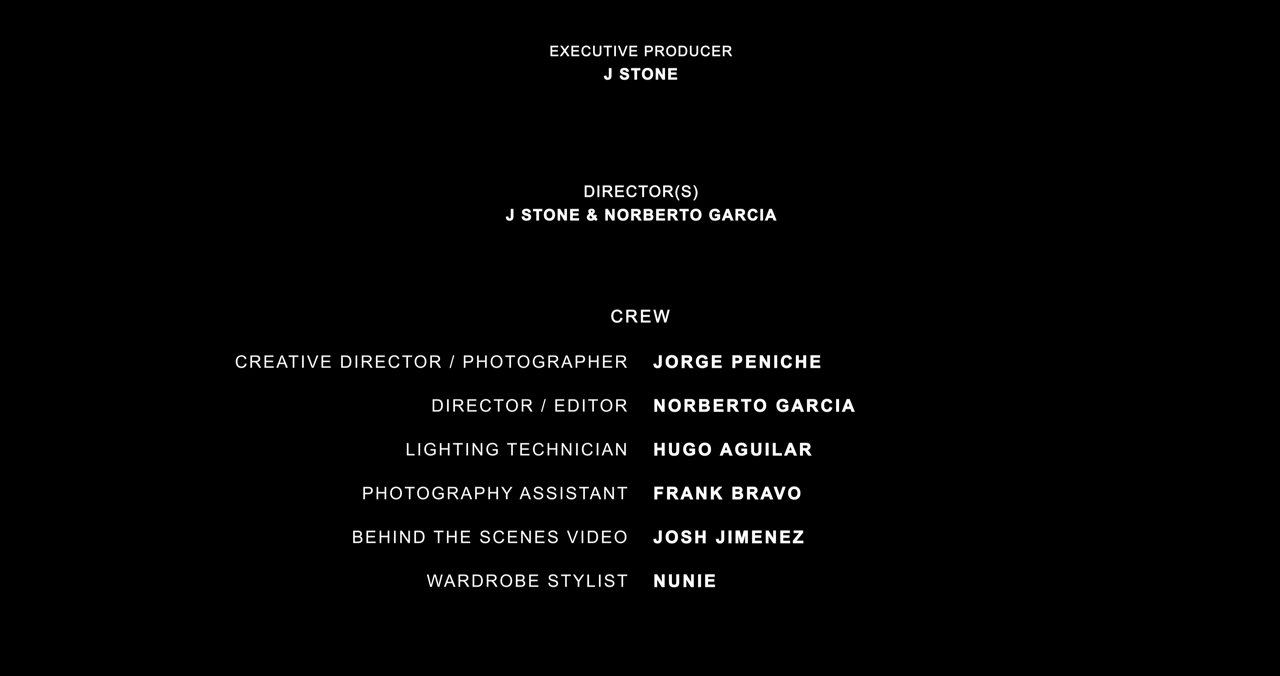 EXECUTIVE PRODUCER
J STONE
DIRECTOR(S)
J STONE & NORBERTO GARCIA
CREW
CREATIVE DIRECTOR / PHOTOGRAPHER JORGE PENICHE
DIRECTOR / EDITOR NORBERTO GARCIA
LIGHTING TECHNICIAN HUGO AGUILAR
PHOTOGRAPHY ASSISTANT FRANK BRAVO
BEHIND THE SCENES VIDEO JOSH JIMENEZ
WARDROBE STYLIST NUNIE